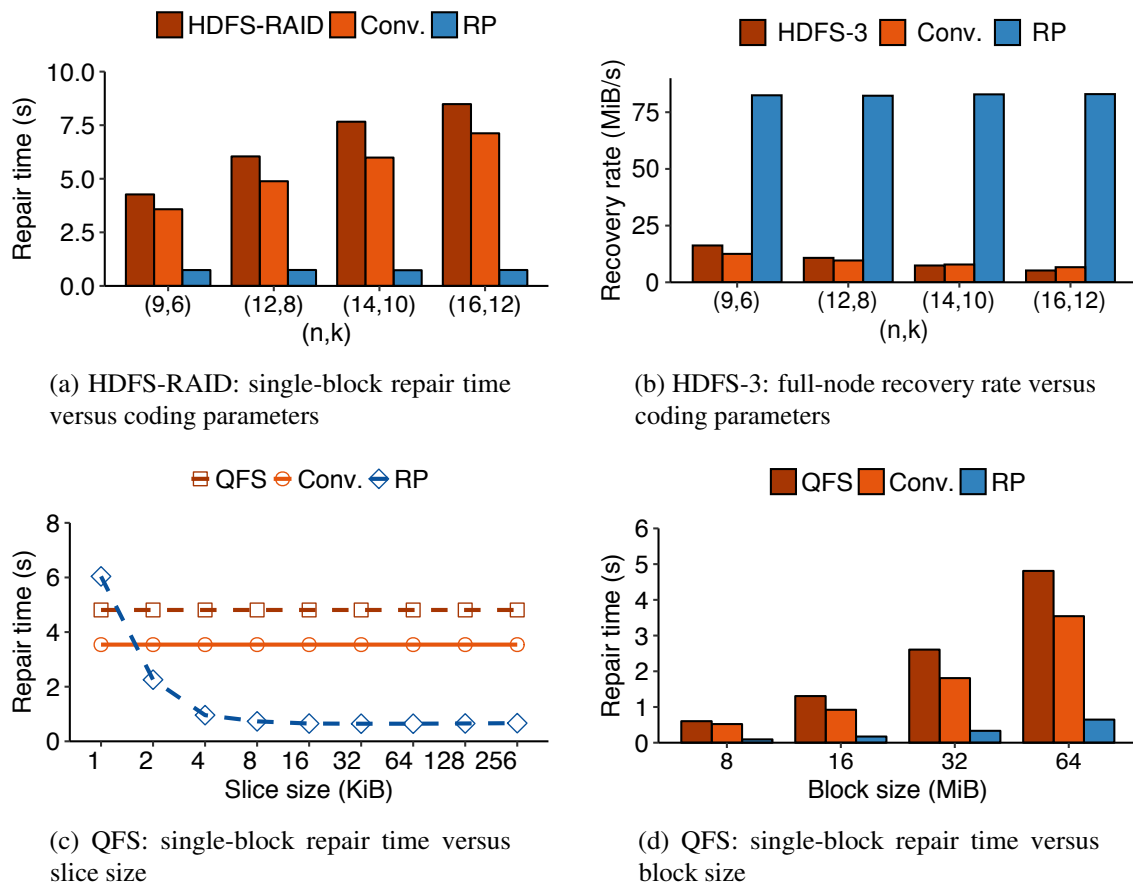 HDFS-RAID Conv. RP
Repair time (s)
10.0
7.5
5.0
2.5
0.0
(9,6) (12,8) (14,10) (16,12)
(n,k)
(a) HDFS-RAID: single-block repair time
versus coding parameters
HDFS-3 Conv. RP
Recovery rate (MiB/s)
75
50
25
0
(9,6) (12,8) (14,10) (16,12)
(n,k)
(b) HDFS-3: full-node recovery rate versus
coding parameters
QFS Conv. RP
Repair time (s)
8
6
4
2
0
1 2 4 8 16 32 64 128 256
Slice size (KiB)
(c) QFS: single-block repair time versus
slice size
QFS Conv. RP
Repair time (s)
6
5
4
3
2
1
0
8 16 32 64
Block size (MiB)
(d) QFS: single-block repair time versus
block size